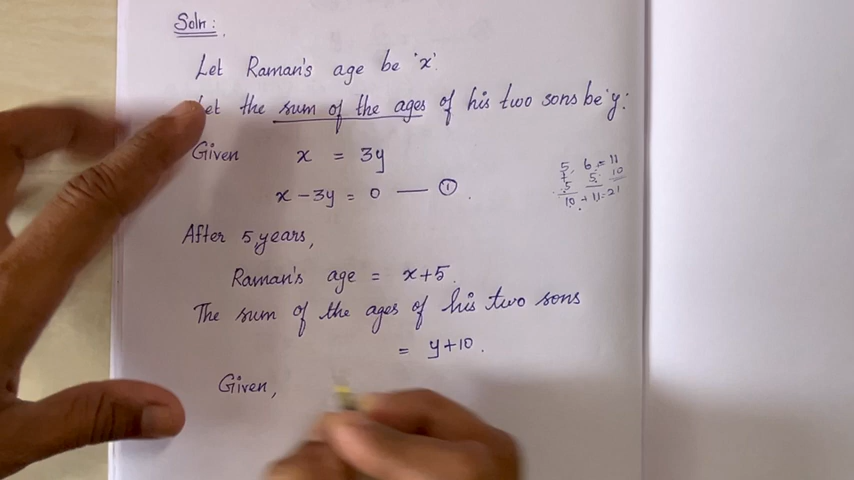 Soln:
Let Raman's age be 'x'
Let the sum of the ages of his two sons be 'y'.
Given x = 3y
x - 3y = 0 — ①.
After 5 years,
Raman's age = x+5.
The sum of the ages of his two sons
= y+10.
Given,
5, 6 = 11
5 5 10
10 + 11 = 21